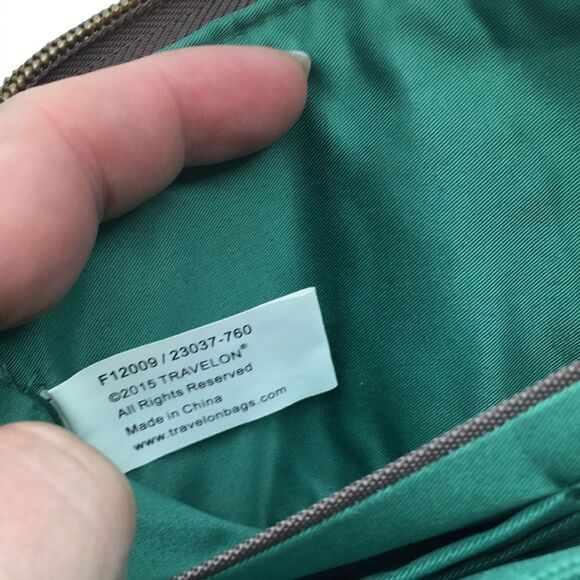 F12009 / 23037-760
©2015 TRAVELON®
All Rights Reserved
Made in China
www.travelonbags.com